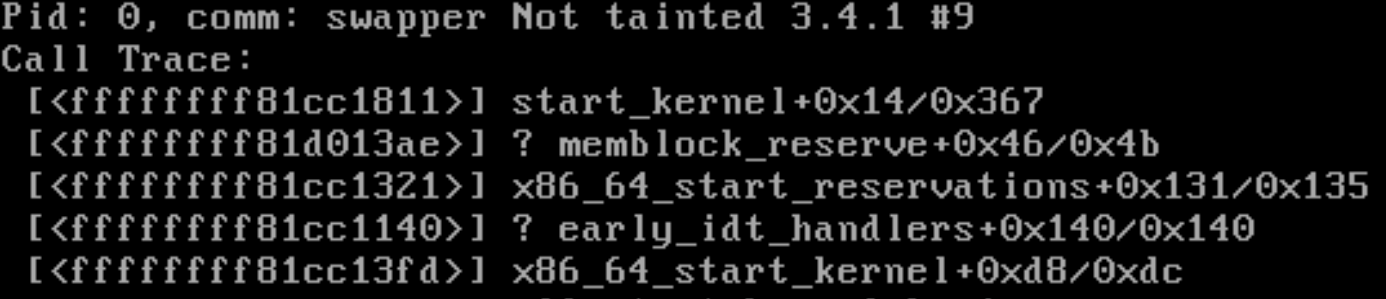 Pid: 0, comm: swapper Not tainted 3.4.1 #9
Call Trace:
[<ffffffff81cc1811>] start_kernel+0x14/0x367
[<ffffffff81d013ae>] ? memblock_reserve+0x46/0x4b
[<ffffffff81cc1321>] x86_64_start_reservations+0x131/0x135
[<ffffffff81cc1140>] ? early_idt_handlers+0x140/0x140
[<ffffffff81cc13fd>] x86_64_start_kernel+0xd8/0xdc